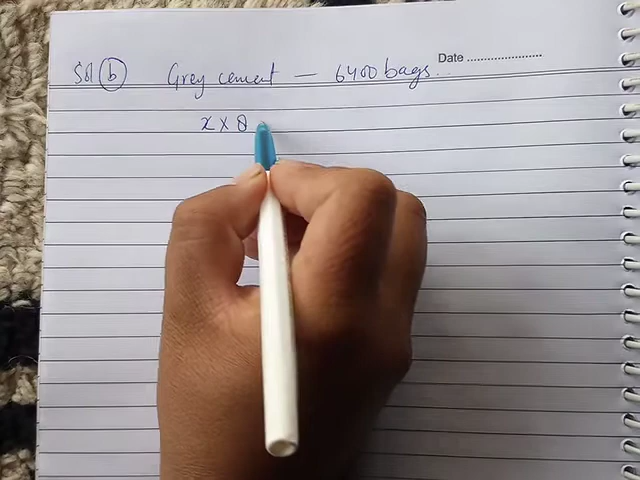 Sol (b) Grey cement — 6400 bags. Date ........................
x × 8